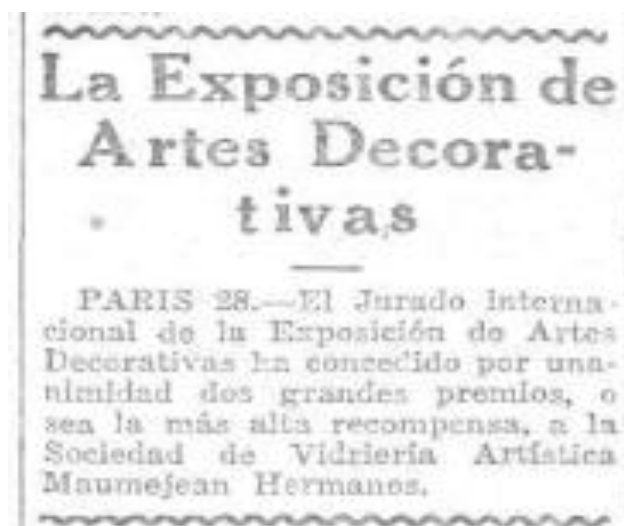 La Exposición de
Artes Decora-
tivas
PARIS 28.—El Jurado interna-
cional de la Exposición de Artes
Decorativas ha concedido por una-
nimidad dos grandes premios, o
sea la más alta recompensa, a la
Sociedad de Vidriería Artística
Maumejean Hermanos.